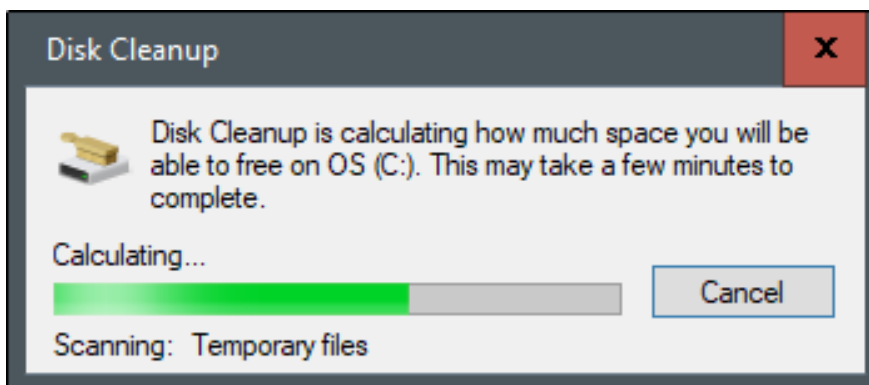 Disk Cleanup
Disk Cleanup is calculating how much space you will be
able to free on OS (C:). This may take a few minutes to
complete.
Calculating...
Cancel
Scanning: Temporary files